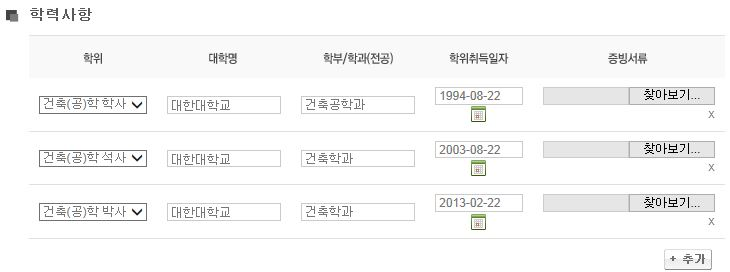 학력사항
학위 대학명 학부/학과(전공) 학위취득일자 증빙서류
건축(공)학 학사 대한대학교 건축공학과 1994-08-22 찾아보기...
x
건축(공)학 석사 대한대학교 건축학과 2003-08-22 찾아보기...
x
건축(공)학 박사 대한대학교 건축학과 2013-02-22 찾아보기...
x
+ 추가